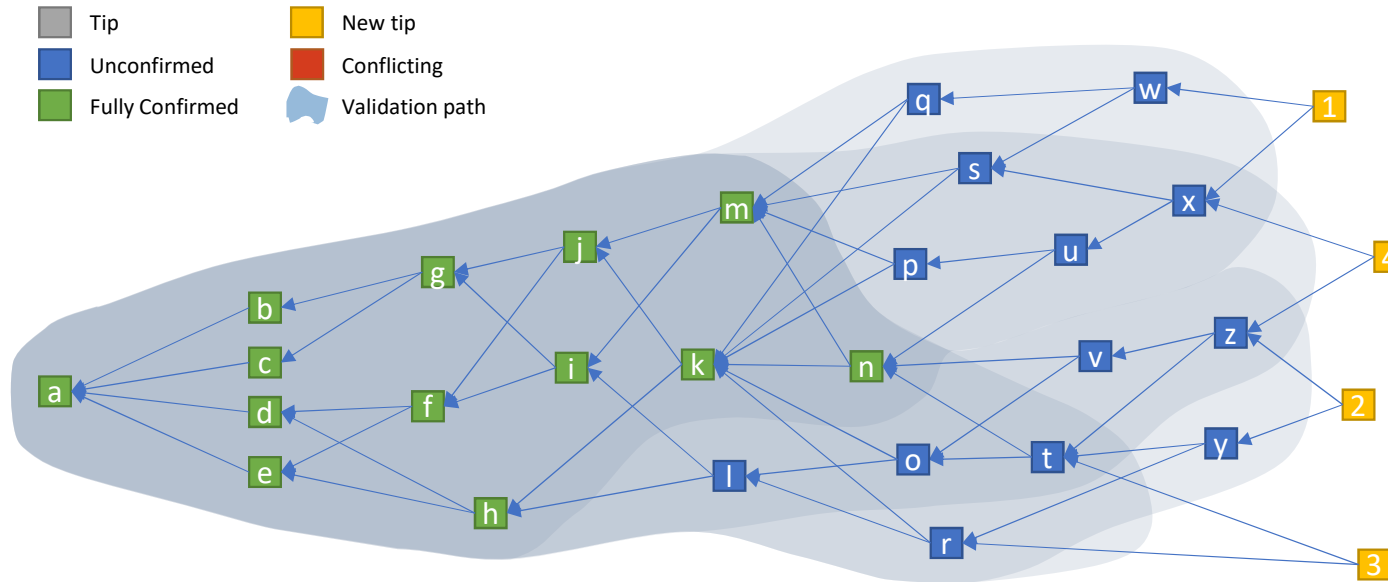 Tip
New tip
Unconfirmed
Conflicting
Fully Confirmed
Validation path
q
w
1
s
x
m
j
p
u
4
g
b
z
c
i
k
n
v
a
d
f
2
e
l
o
t
y
h
r
3